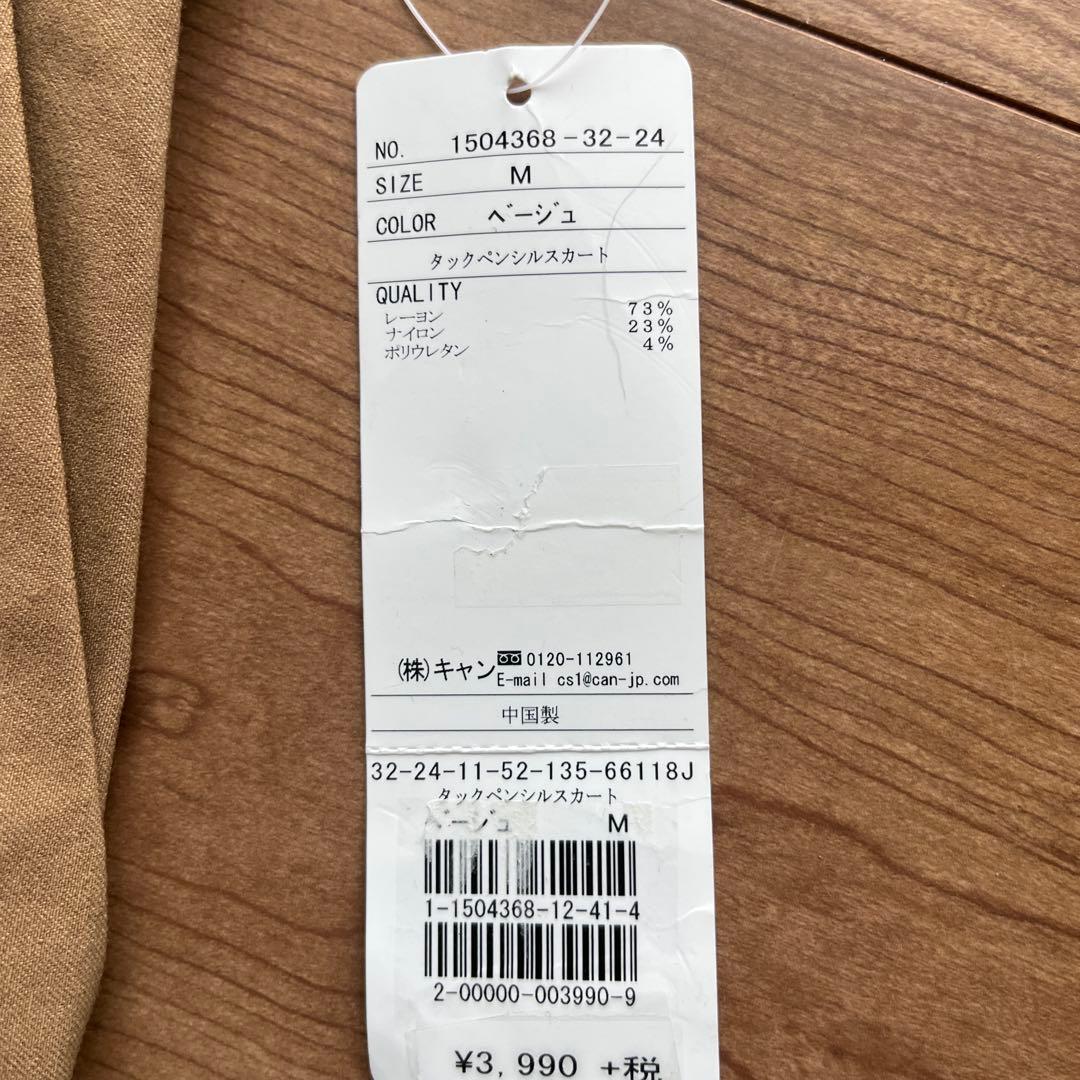 NO. 1504368-32-24
SIZE M
COLOR ベージュ
タックペンシルスカート
QUALITY
レーヨン 73%
ナイロン 23%
ポリウレタン 4%
(株)キャン 0120-112961
E-mail cs1@can-jp.com
中国製
32-24-11-52-135-66118J
タックペンシルスカート
ベージュ M
1-1504368-12-41-4
2-00000-003990-9
¥3,990 +税